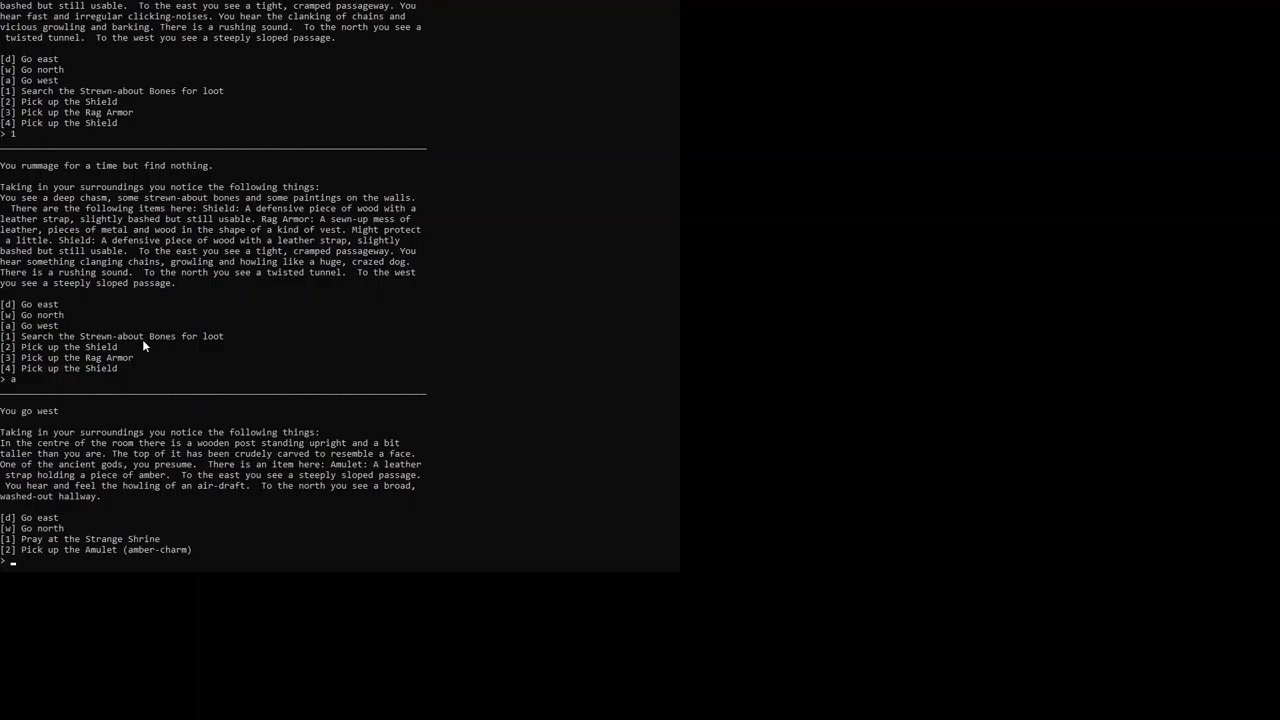 bashed but still usable.  To the east you see a tight, cramped passageway. You
hear fast and irregular clicking-noises. You hear the clanking of chains and
vicious growling and barking. There is a rushing sound.  To the north you see a
 twisted tunnel.  To the west you see a steeply sloped passage.
[d] Go east
[w] Go north
[a] Go west
[1] Search the Strewn-about Bones for loot
[2] Pick up the Shield
[3] Pick up the Rag Armor
[4] Pick up the Shield
> 1
You rummage for a time but find nothing.
Taking in your surroundings you notice the following things:
You see a deep chasm, some strewn-about bones and some paintings on the walls.
  There are the following items here: Shield: A defensive piece of wood with a
leather strap, slightly bashed but still usable. Rag Armor: A sewn-up mess of
leather, pieces of metal and wood in the shape of a kind of vest. Might protect
 a little. Shield: A defensive piece of wood with a leather strap, slightly
bashed but still usable.  To the east you see a tight, cramped passageway. You
hear something clanging chains, growling and howling like a huge, crazed dog.
There is a rushing sound.  To the north you see a twisted tunnel.  To the west
you see a steeply sloped passage.
[d] Go east
[w] Go north
[a] Go west
[1] Search the Strewn-about Bones for loot
[2] Pick up the Shield
[3] Pick up the Rag Armor
[4] Pick up the Shield
> a
You go west
Taking in your surroundings you notice the following things:
In the centre of the room there is a wooden post standing upright and a bit
taller than you are. The top of it has been crudely carved to resemble a face.
One of the ancient gods, you presume.  There is an item here: Amulet: A leather
 strap holding a piece of amber.  To the east you see a steeply sloped passage.
 You hear and feel the howling of an air-draft.  To the north you see a broad,
washed-out hallway.
[d] Go east
[w] Go north
[1] Pray at the Strange Shrine
[2] Pick up the Amulet (amber-charm)
>